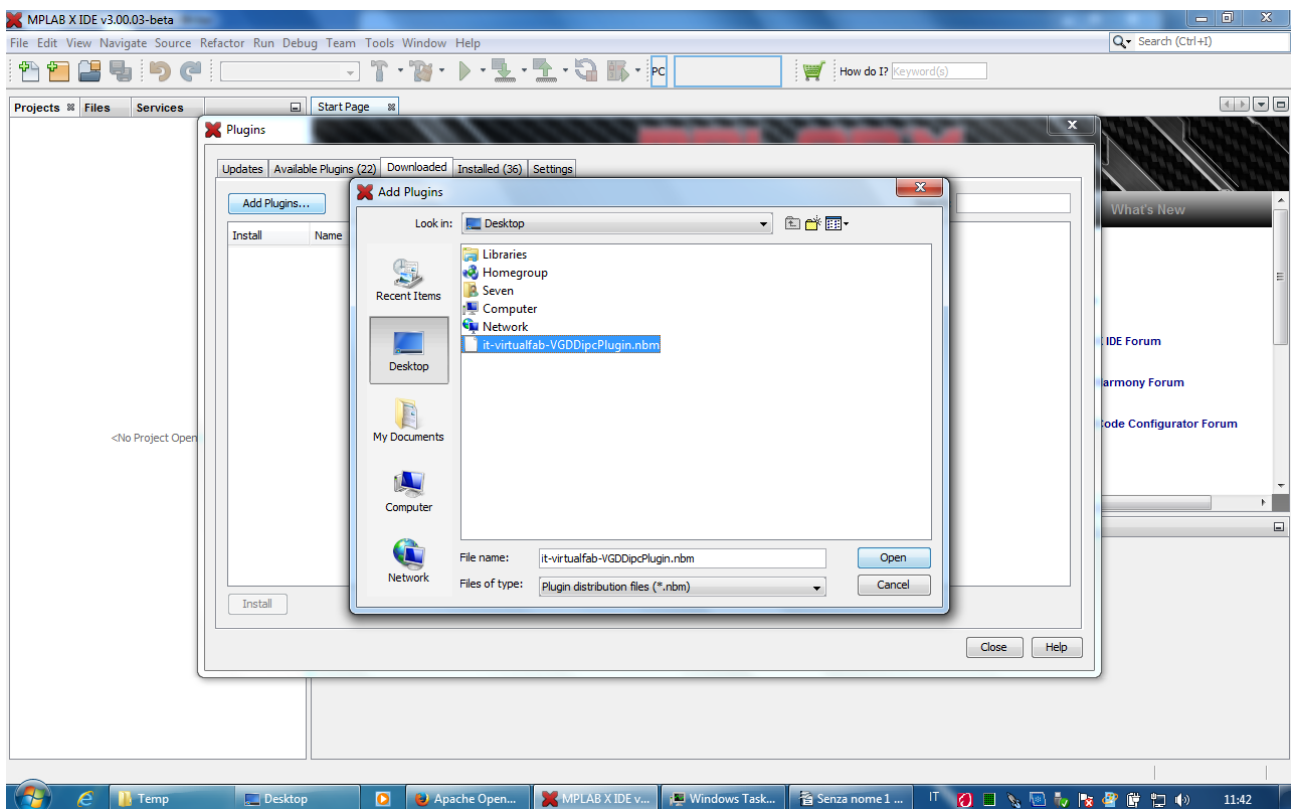 MPLAB X IDE v3.00.03-beta
File Edit View Navigate Source Refactor Run Debug Team Tools Window Help
Search (Ctrl+I)
PC
How do I? Keyword(s)
Projects Files Services
Start Page
Plugins
Updates Available Plugins (22) Downloaded Installed (36) Settings
Add Plugins...
Install Name
Add Plugins
Look in: Desktop
Libraries
Homegroup
Seven
Computer
Network
it-virtualfab-VGDDipcPlugin.nbm
Recent Items
Desktop
My Documents
Computer
Network
File name: it-virtualfab-VGDDipcPlugin.nbm
Open
Files of type: Plugin distribution files (*.nbm)
Cancel
Install
Close Help
What's New
IDE Forum
armony Forum
ode Configurator Forum
<No Project Open
Temp Desktop Apache Open... MPLAB X IDE v... Windows Task... Senza nome 1 ... IT 11:42